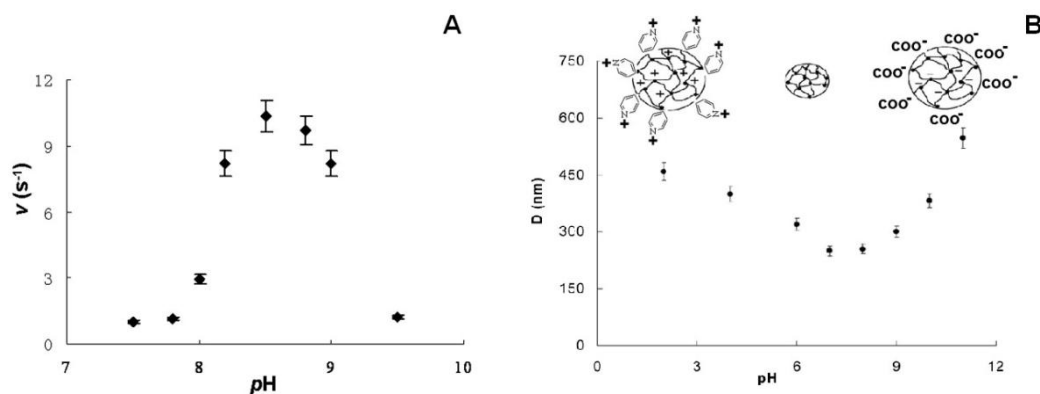 A
12
9
6
3
0
v (s⁻¹)
7
8
9
10
pH
B
750
600
450
300
150
0
D (nm)
0
3
6
9
12
pH
+ + + + + + + +
N N N N N N N
+ + + + + +
COO⁻ COO⁻
COO⁻ COO⁻
COO⁻ COO⁻
COO⁻ COO⁻